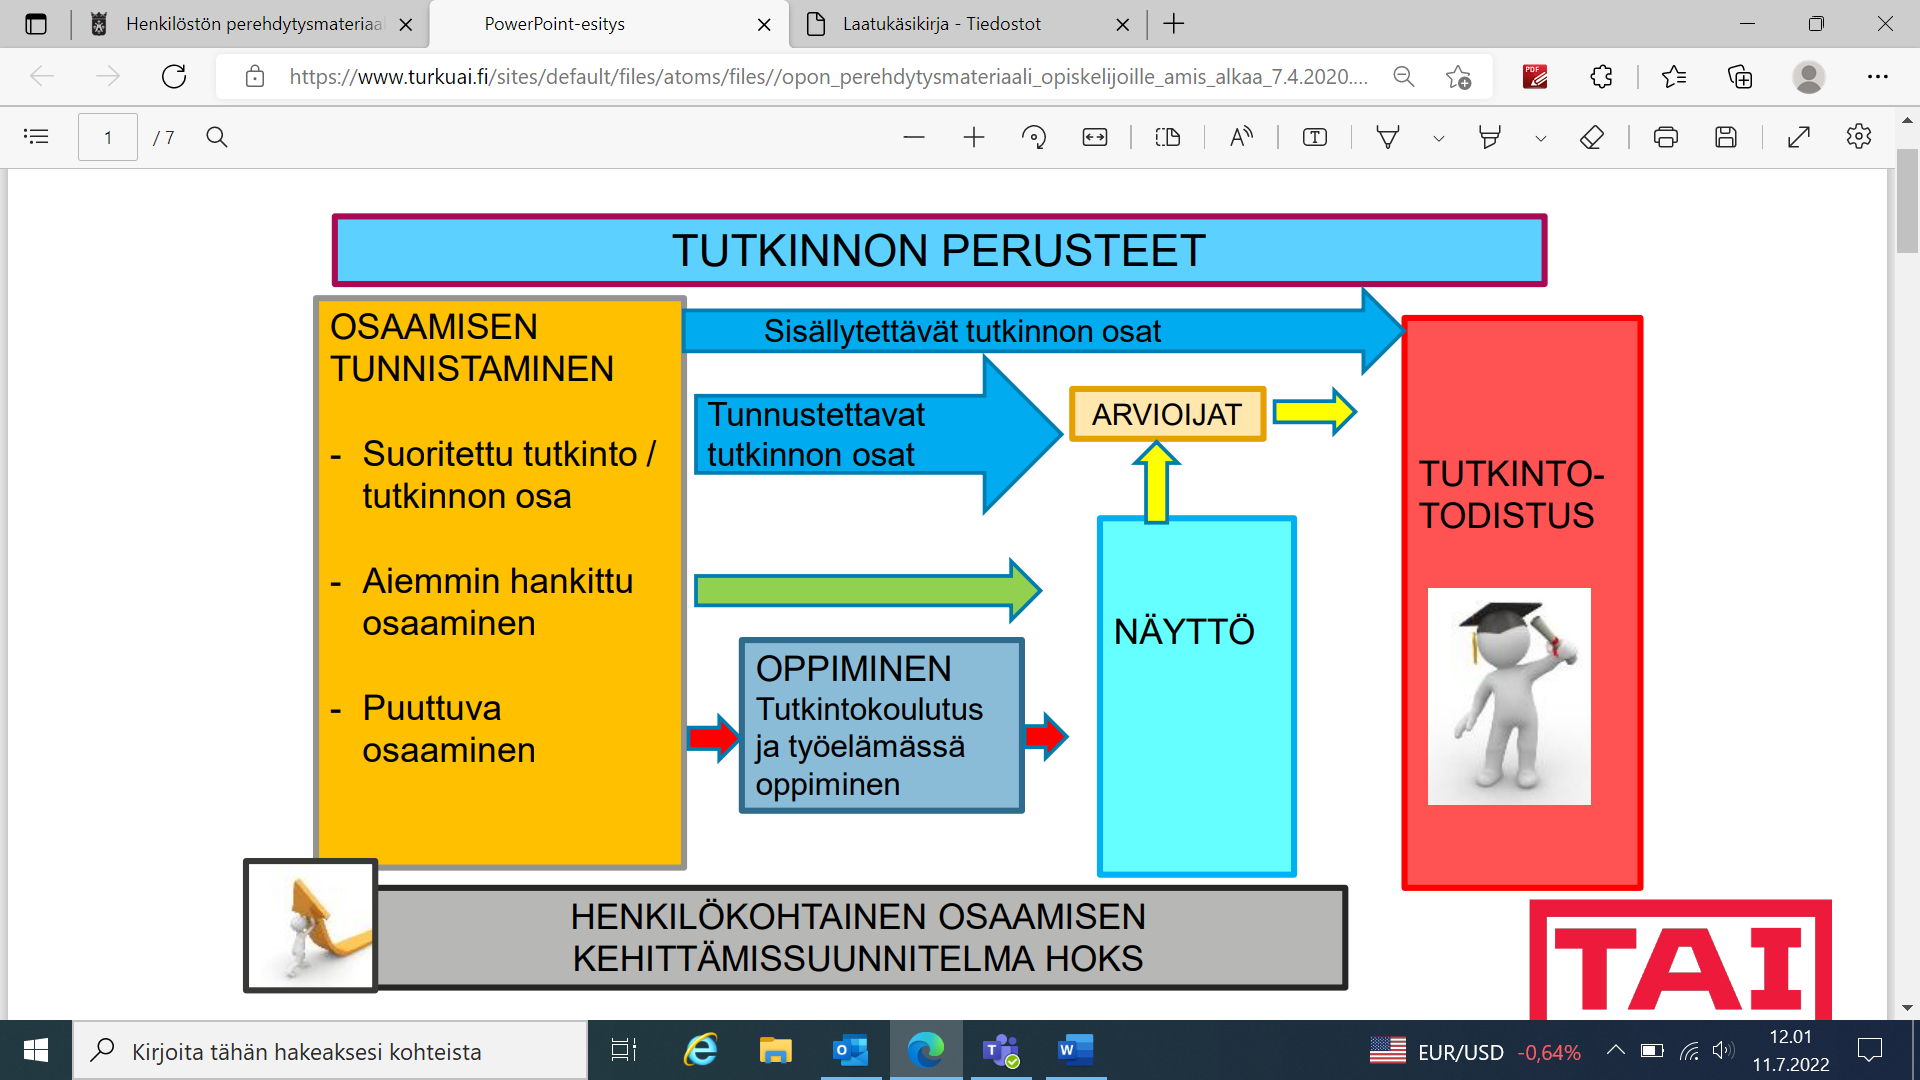 Henkilöstön perehdytysmateriaal
PowerPoint-esitys
Laatukäsikirja - Tiedostot
https://www.turkuai.fi/sites/default/files/atoms/files//opon_perehdytysmateriaali_opiskelijoille_amis_alkaa_7.4.2020....
PDF
1 / 7
TUTKINNON PERUSTEET
OSAAMISEN
TUNNISTAMINEN
- Suoritettu tutkinto /
tutkinnon osa
- Aiemmin hankittu
osaaminen
- Puuttuva
osaaminen
Sisällytettävät tutkinnon osat
Tunnustettavat
tutkinnon osat
ARVIOIJAT
OPPIMINEN
Tutkintokoulutus
ja työelämässä
oppiminen
NÄYTTÖ
TUTKINTO-
TODISTUS
HENKILÖKOHTAINEN OSAAMISEN
KEHITTÄMISSUUNNITELMA HOKS
TAI
Kirjoita tähän hakeaksesi kohteista
EUR/USD -0,64%
12.01
11.7.2022